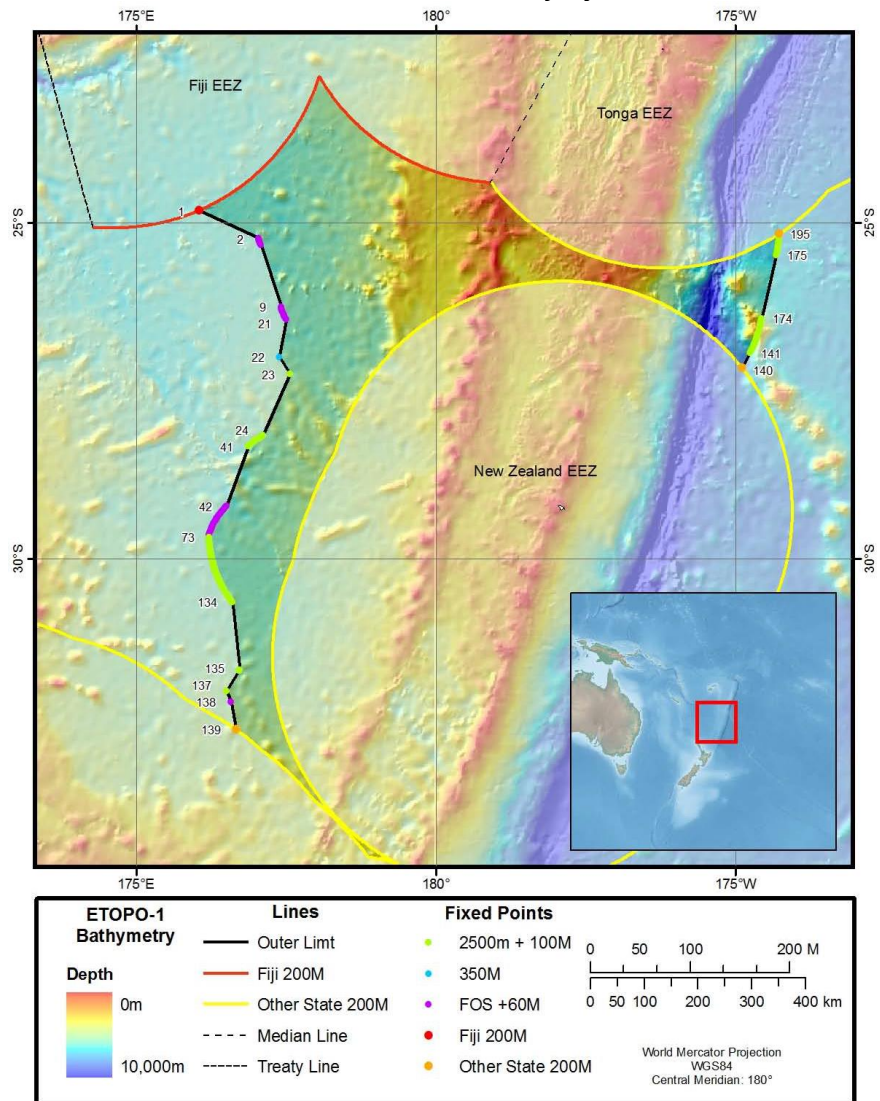 175°E 180° 175°W
Fiji EEZ
Tonga EEZ
1
25°S 25°S
2
195
175
9
21
174
22
141
23
140
24
41
New Zealand EEZ
42
73
30°S 30°S
134
135
137
138
139
175°E 180° 175°W
ETOPO-1
Bathymetry
Depth
0m
10,000m
Lines
Outer Limt
Fiji 200M
Other State 200M
Median Line
Treaty Line
Fixed Points
2500m + 100M
350M
FOS +60M
Fiji 200M
Other State 200M
0 50 100 200 M
0 50 100 200 300 400 km
World Mercator Projection
WGS84
Central Meridian: 180°